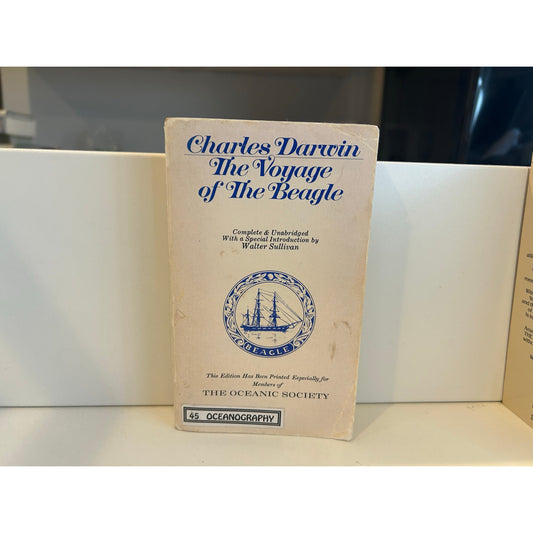 Charles Darwin
The Voyage
of The Beagle
Complete & Unabridged
With a Special Introduction by
Walter Sullivan
BEAGLE
This Edition Has Been Printed Especially for
Members of
THE OCEANIC SOCIETY
45 OCEANOGRAPHY